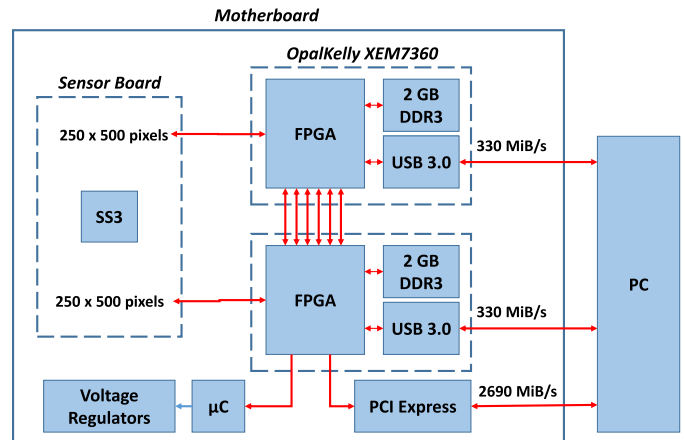 Motherboard
OpalKelly XEM7360
Sensor Board
250 x 500 pixels
FPGA
2 GB
DDR3
USB 3.0
330 MiB/s
SS3
PC
250 x 500 pixels
FPGA
2 GB
DDR3
USB 3.0
330 MiB/s
Voltage
Regulators
μC
PCI Express
2690 MiB/s